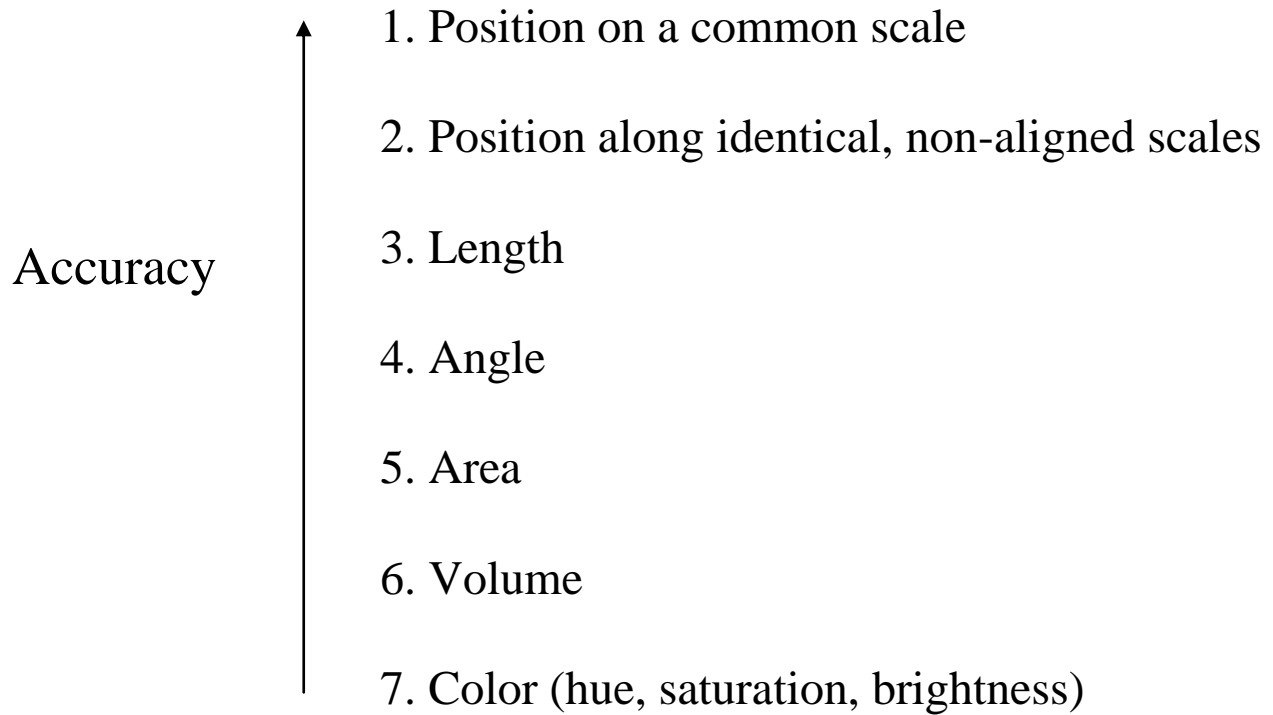 1. Position on a common scale
2. Position along identical, non-aligned scales
3. Length
Accuracy
4. Angle
5. Area
6. Volume
7. Color (hue, saturation, brightness)